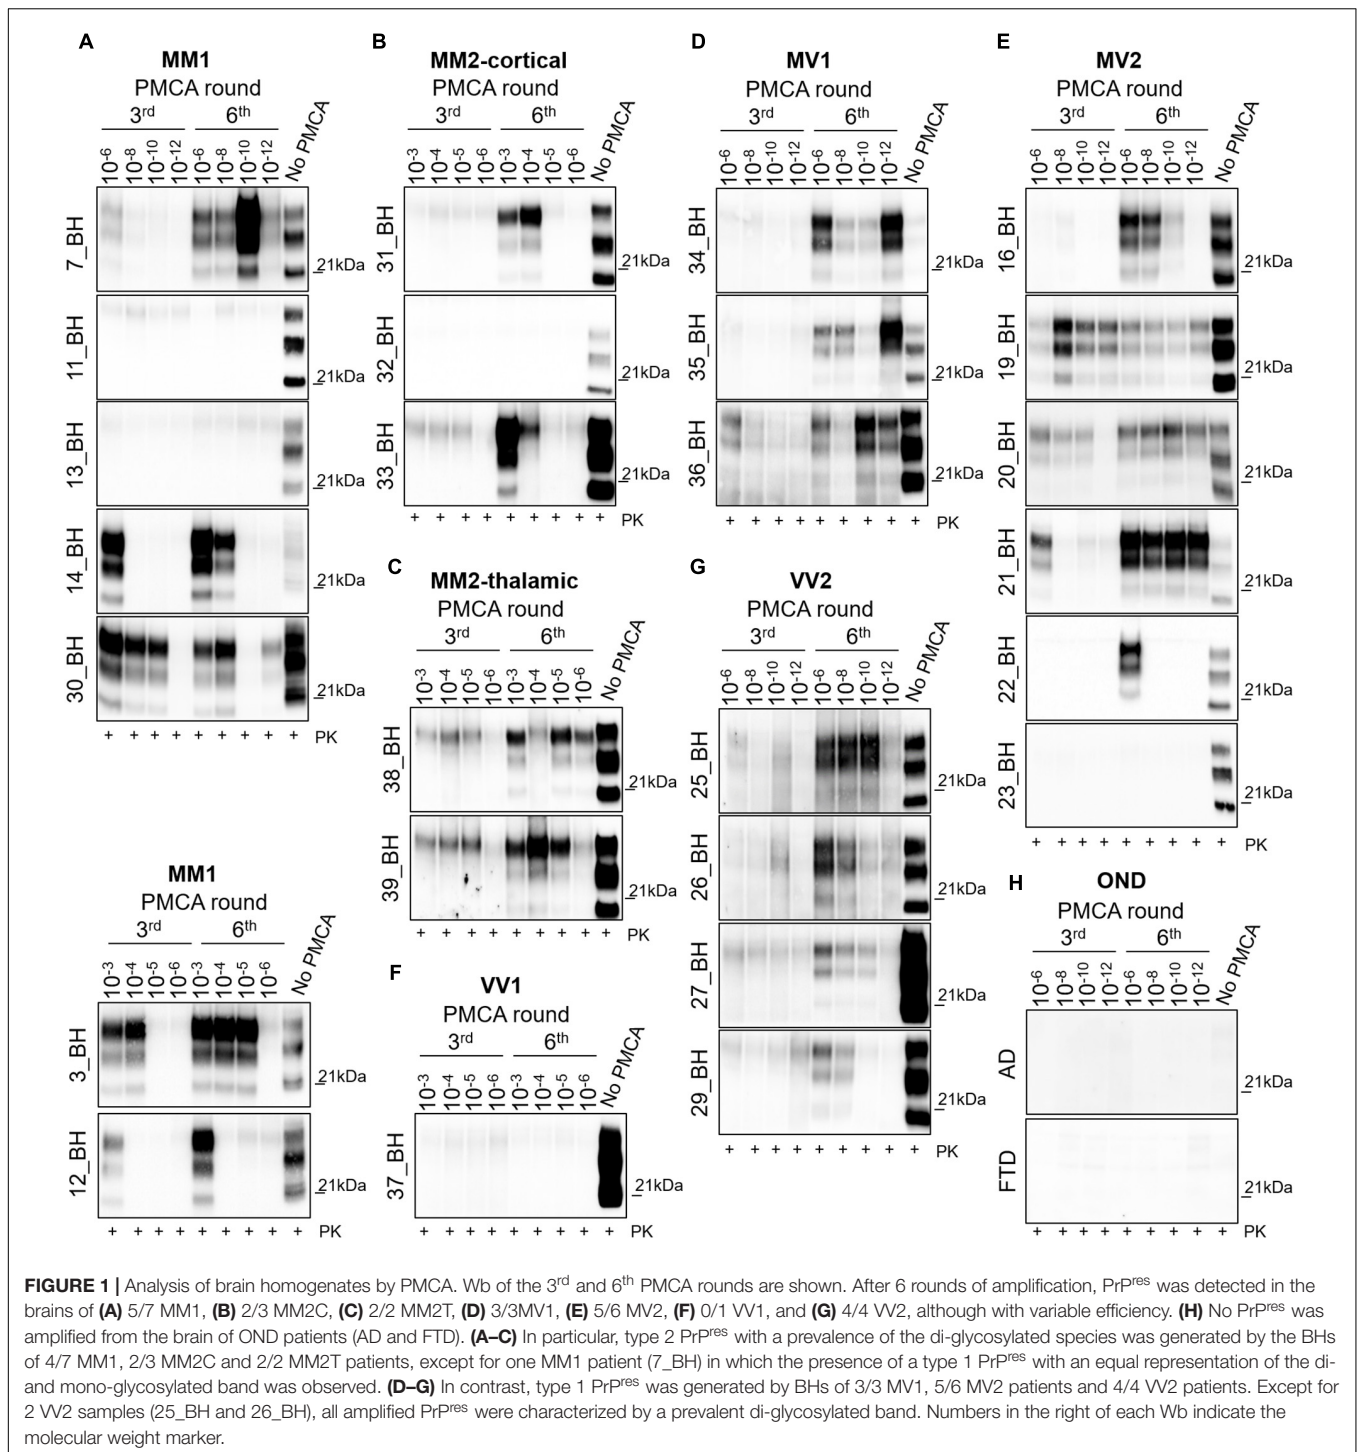 A
MM1
PMCA round
3rd 6th
10-6 10-8 10-10 10-12 10-6 10-8 10-10 10-12 No PMCA
7_BH 21kDa
11_BH 21kDa
13_BH 21kDa
14_BH 21kDa
30_BH 21kDa
+ + + + + + + + + PK
MM1
PMCA round
3rd 6th
10-3 10-4 10-5 10-6 10-3 10-4 10-5 10-6 No PMCA
3_BH 21kDa
12_BH 21kDa
+ + + + + + + + + PK
B
MM2-cortical
PMCA round
3rd 6th
10-3 10-4 10-5 10-6 10-3 10-4 10-5 10-6 No PMCA
31_BH 21kDa
32_BH 21kDa
33_BH 21kDa
+ + + + + + + + + PK
C
MM2-thalamic
PMCA round
3rd 6th
10-3 10-4 10-5 10-6 10-3 10-4 10-5 10-6 No PMCA
38_BH 21kDa
39_BH 21kDa
+ + + + + + + + + PK
F
VV1
PMCA round
3rd 6th
10-3 10-4 10-5 10-6 10-3 10-4 10-5 10-6 No PMCA
37_BH 21kDa
+ + + + + + + + + PK
D
MV1
PMCA round
3rd 6th
10-6 10-8 10-10 10-12 10-6 10-8 10-10 10-12 No PMCA
34_BH 21kDa
35_BH 21kDa
36_BH 21kDa
+ + + + + + + + + PK
G
VV2
PMCA round
3rd 6th
10-6 10-8 10-10 10-12 10-6 10-8 10-10 10-12 No PMCA
25_BH 21kDa
26_BH 21kDa
27_BH 21kDa
29_BH 21kDa
+ + + + + + + + + PK
E
MV2
PMCA round
3rd 6th
10-6 10-8 10-10 10-12 10-6 10-8 10-10 10-12 No PMCA
16_BH 21kDa
19_BH 21kDa
20_BH 21kDa
21_BH 21kDa
22_BH 21kDa
23_BH 21kDa
+ + + + + + + + + PK
H
OND
PMCA round
3rd 6th
10-6 10-8 10-10 10-12 10-6 10-8 10-10 10-12 No PMCA
AD 21kDa
FTD 21kDa
+ + + + + + + + + PK
FIGURE 1 | Analysis of brain homogenates by PMCA. Wb of the 3rd and 6th PMCA rounds are shown. After 6 rounds of amplification, PrPres was detected in the
brains of (A) 5/7 MM1, (B) 2/3 MM2C, (C) 2/2 MM2T, (D) 3/3MV1, (E) 5/6 MV2, (F) 0/1 VV1, and (G) 4/4 VV2, although with variable efficiency. (H) No PrPres was
amplified from the brain of OND patients (AD and FTD). (A–C) In particular, type 2 PrPres with a prevalence of the di-glycosylated species was generated by the BHs
of 4/7 MM1, 2/3 MM2C and 2/2 MM2T patients, except for one MM1 patient (7_BH) in which the presence of a type 1 PrPres with an equal representation of the di-
and mono-glycosylated band was observed. (D–G) In contrast, type 1 PrPres was generated by BHs of 3/3 MV1, 5/6 MV2 patients and 4/4 VV2 patients. Except for
2 VV2 samples (25_BH and 26_BH), all amplified PrPres were characterized by a prevalent di-glycosylated band. Numbers in the right of each Wb indicate the
molecular weight marker.